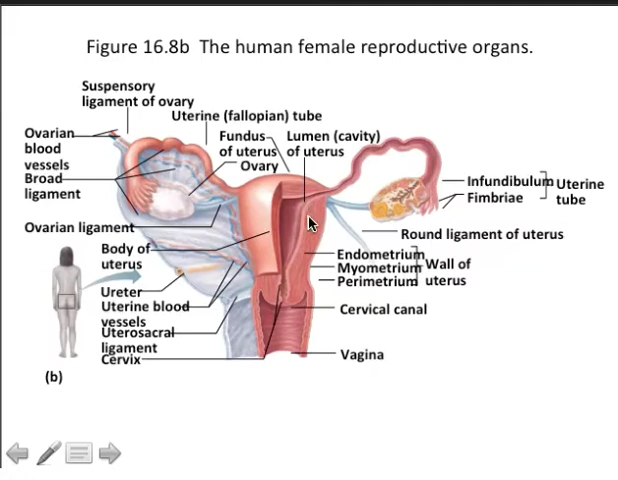 Figure 16.8b  The human female reproductive organs.
Suspensory
ligament of ovary
Uterine (fallopian) tube
Ovarian
blood
vessels
Fundus
of uterus
Lumen (cavity)
of uterus
Ovary
Broad
ligament
Infundibulum
Fimbriae
Uterine
tube
Ovarian ligament
Round ligament of uterus
Body of
uterus
Endometrium
Myometrium
Perimetrium
Wall of
uterus
Ureter
Uterine blood
vessels
Cervical canal
Uterosacral
ligament
Cervix
Vagina
(b)